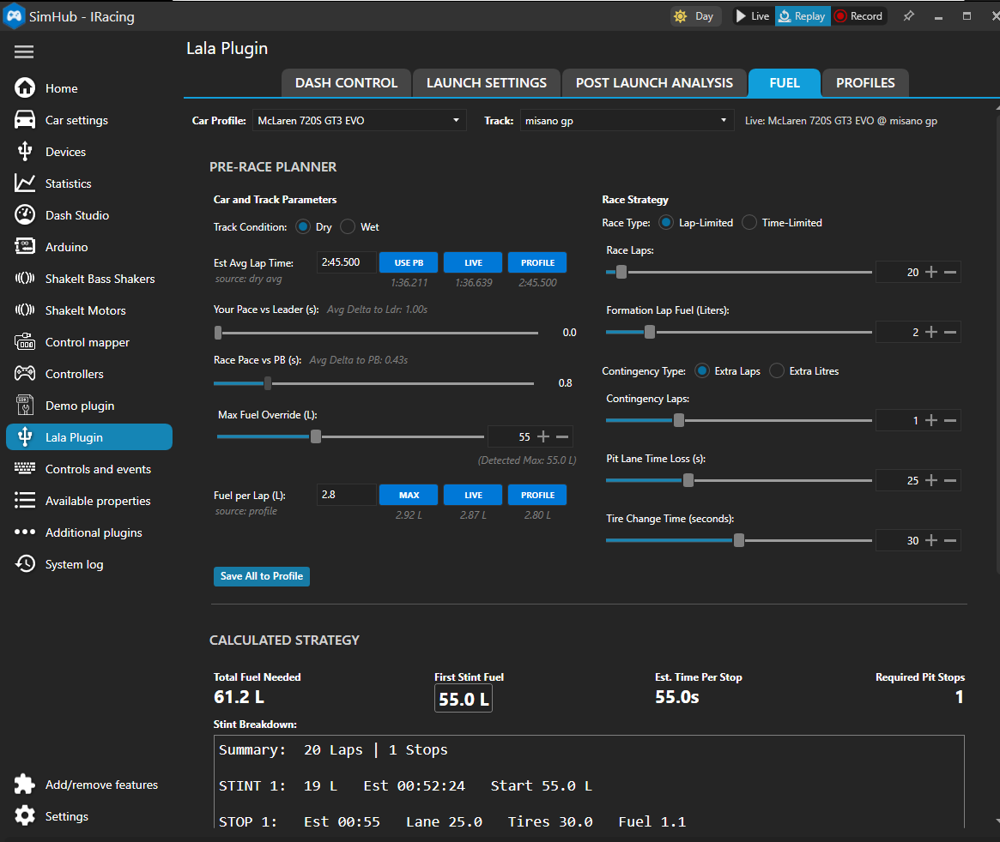 SimHub - IRacing
Day
Live
Replay
Record
Lala Plugin
Home
Car settings
Devices
Statistics
Dash Studio
Arduino
ShakeIt Bass Shakers
ShakeIt Motors
Control mapper
Controllers
Demo plugin
Lala Plugin
Controls and events
Available properties
Additional plugins
System log
Add/remove features
Settings
DASH CONTROL
LAUNCH SETTINGS
POST LAUNCH ANALYSIS
FUEL
PROFILES
Car Profile: McLaren 720S GT3 EVO
Track: misano gp
Live: McLaren 720S GT3 EVO @ misano gp
PRE-RACE PLANNER
Car and Track Parameters
Track Condition: Dry Wet
Est Avg Lap Time: 2:45.500 USE PB LIVE PROFILE
source: dry avg 1:36.211 1:36.639 2:45.500
Your Pace vs Leader (s): Avg Delta to Ldr: 1.00s
0.0
Race Pace vs PB (s): Avg Delta to PB: 0.43s
0.8
Max Fuel Override (L):
55
(Detected Max: 55.0 L)
Fuel per Lap (L): 2.8 MAX LIVE PROFILE
source: profile 2.92 L 2.87 L 2.80 L
Save All to Profile
Race Strategy
Race Type: Lap-Limited Time-Limited
Race Laps:
20
Formation Lap Fuel (Liters):
2
Contingency Type: Extra Laps Extra Litres
Contingency Laps:
1
Pit Lane Time Loss (s):
25
Tire Change Time (seconds):
30
CALCULATED STRATEGY
Total Fuel Needed
61.2 L
First Stint Fuel
55.0 L
Est. Time Per Stop
55.0s
Required Pit Stops
1
Stint Breakdown:
Summary: 20 Laps | 1 Stops
STINT 1: 19 L Est 00:52:24 Start 55.0 L
STOP 1: Est 00:55 Lane 25.0 Tires 30.0 Fuel 1.1